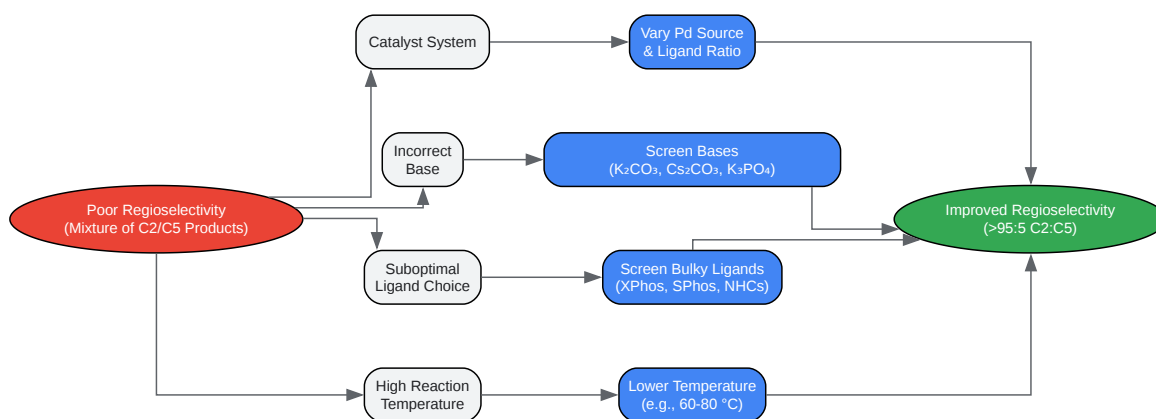 Catalyst System
Vary Pd Source
& Ligand Ratio
Incorrect
Base
Screen Bases
(K₂CO₃, Cs₂CO₃, K₃PO₄)
Poor Regioselectivity
(Mixture of C2/C5 Products)
Improved Regioselectivity
(>95:5 C2:C5)
Suboptimal
Ligand Choice
Screen Bulky Ligands
(XPhos, SPhos, NHCs)
High Reaction
Temperature
Lower Temperature
(e.g., 60-80 °C)